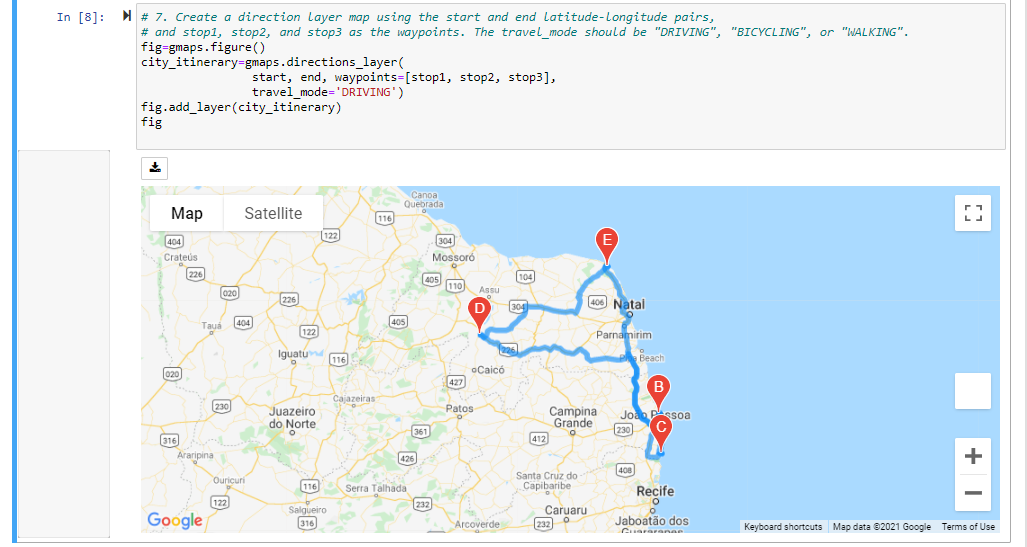 In [8]:
# 7. Create a direction layer map using the start and end latitude-longitude pairs,
# and stop1, stop2, and stop3 as the waypoints. The travel_mode should be "DRIVING", "BICYCLING", or "WALKING".
fig=gmaps.figure()
city_itinerary=gmaps.directions_layer(
start, end, waypoints=[stop1, stop2, stop3],
travel_mode='DRIVING')
fig.add_layer(city_itinerary)
fig
Map
Satellite
Canoa
Quebrada
116
122
304
404
Crateús
226
Mossoró
E
020
226
405
110
104
Assu
D
304
406
Natal
Tauá
404
122
405
Parnamirim
226
Iguatu
116
Beach
020
Caicó
427
B
230
Cajazeiras
Juazeiro
do Norte
Patos
Campina
Grande
João
ssoa
C
361
230
412
316
Araripina
426
408
Santa Cruz do
Capibaribe
Ouricuri
116
Serra Talhada
Recife
122
Salgueiro
232
Caruaru
316
Arcoverde
232
Jaboatão dos
Guararapes
Google
Keyboard shortcuts
Map data ©2021 Google
Terms of Use